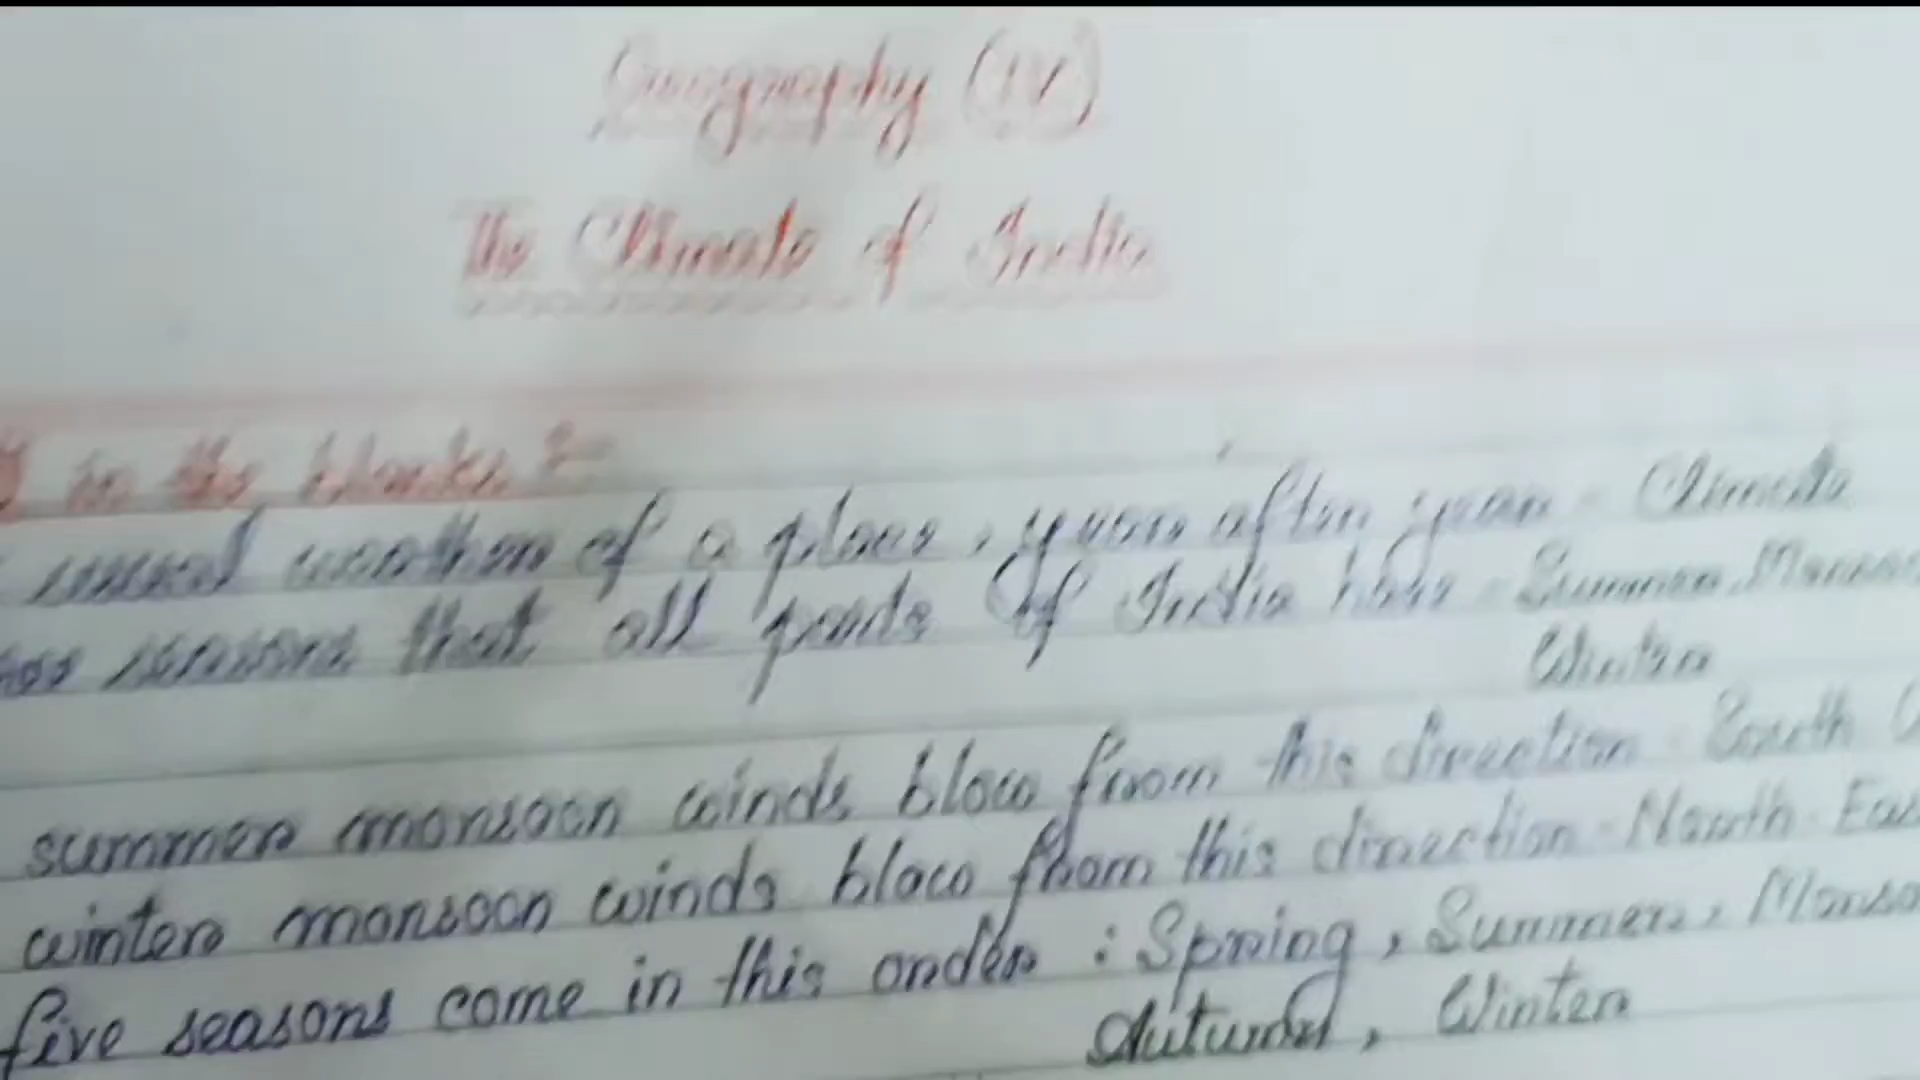 Geography (IV)
The Climate of India
in the blanks :-
usual weather of a place, year after year - Climate
seasons that all parts of India have - Summer, Monsoon
Winter
summer monsoon winds blow from this direction - South
winter monsoon winds blow from this direction - North - Eas
five seasons come in this order : Spring, Summer, Monso
Autumn, Winter